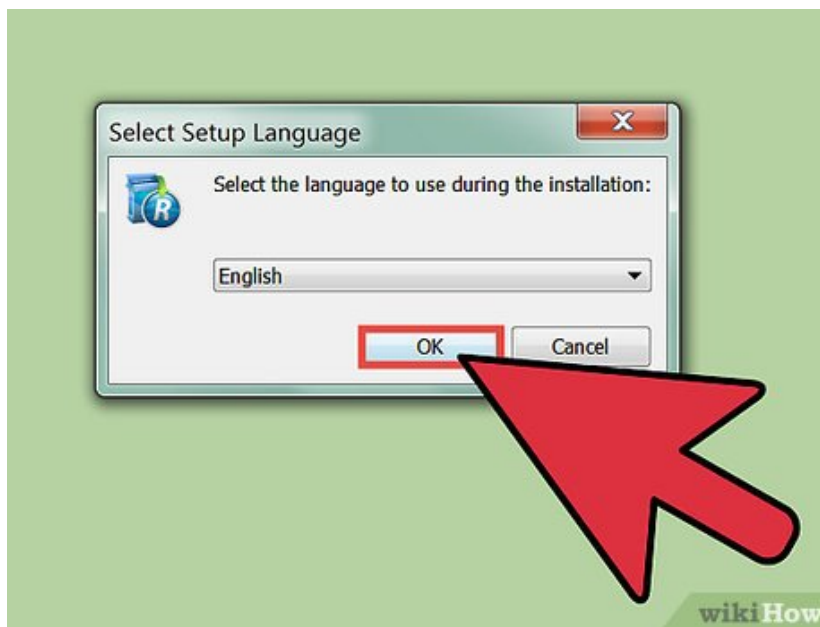 Select Setup Language
Select the language to use during the installation:
R
English
OK
Cancel
wikiHow